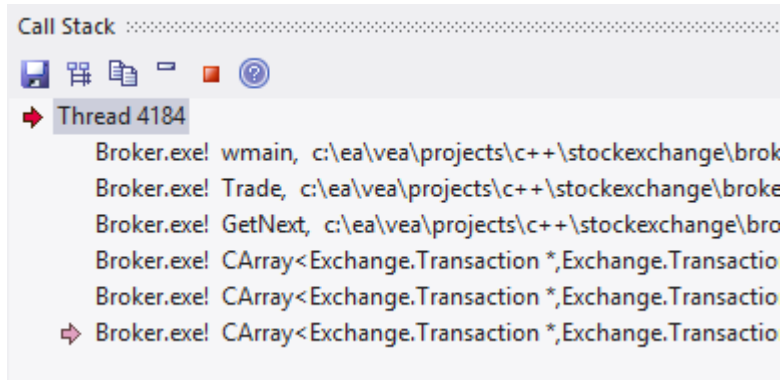 Call Stack
Thread 4184
Broker.exe! wmain, c:\ea\vea\projects\c++\stockexchange\brok
Broker.exe! Trade, c:\ea\vea\projects\c++\stockexchange\broke
Broker.exe! GetNext, c:\ea\vea\projects\c++\stockexchange\bro
Broker.exe! CArray<Exchange.Transaction *,Exchange.Transactio
Broker.exe! CArray<Exchange.Transaction *,Exchange.Transactio
Broker.exe! CArray<Exchange.Transaction *,Exchange.Transactio